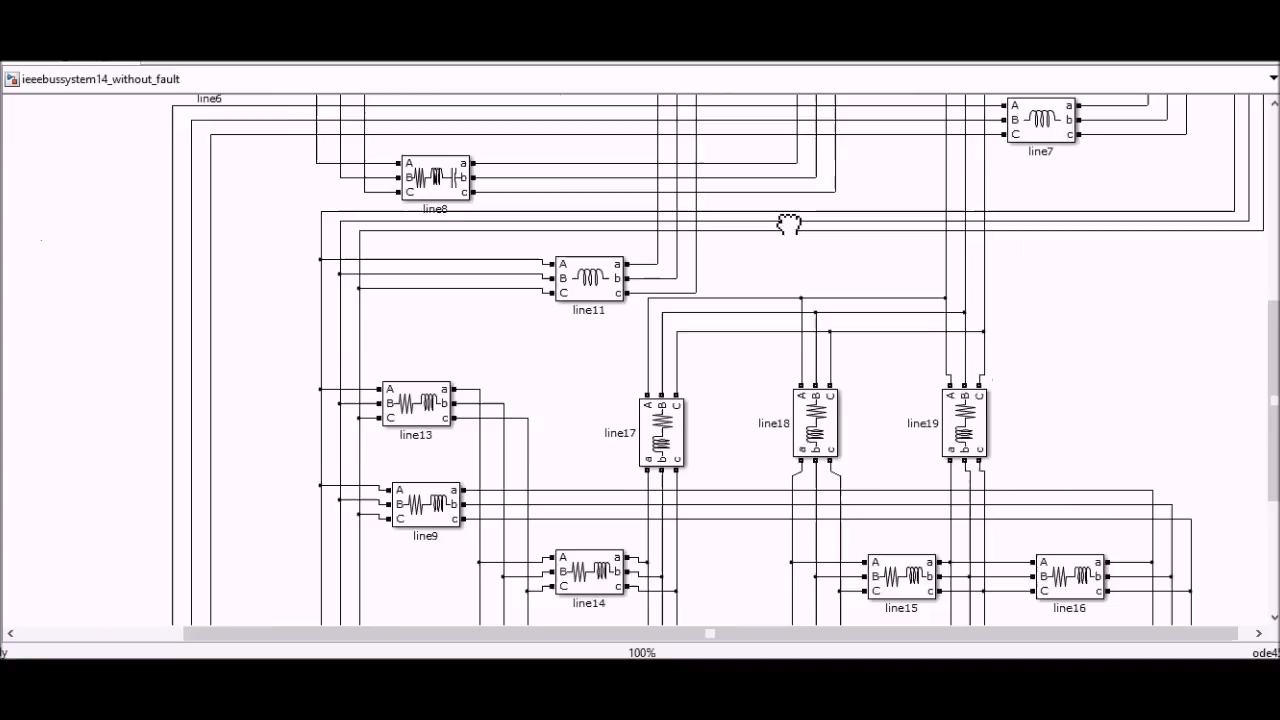 ieeebussystem14_without_fault
line6
A a
B b
C c
line7
A a
B b
C c
line8
A a
B b
C c
line11
A a
B b
C c
line13
A B C
line17
a b c
A B C
line18
a b c
A B C
line19
a b c
A a
B b
C c
line9
A a
B b
C c
line14
A a
B b
C c
line15
A a
B b
C c
line16
100%